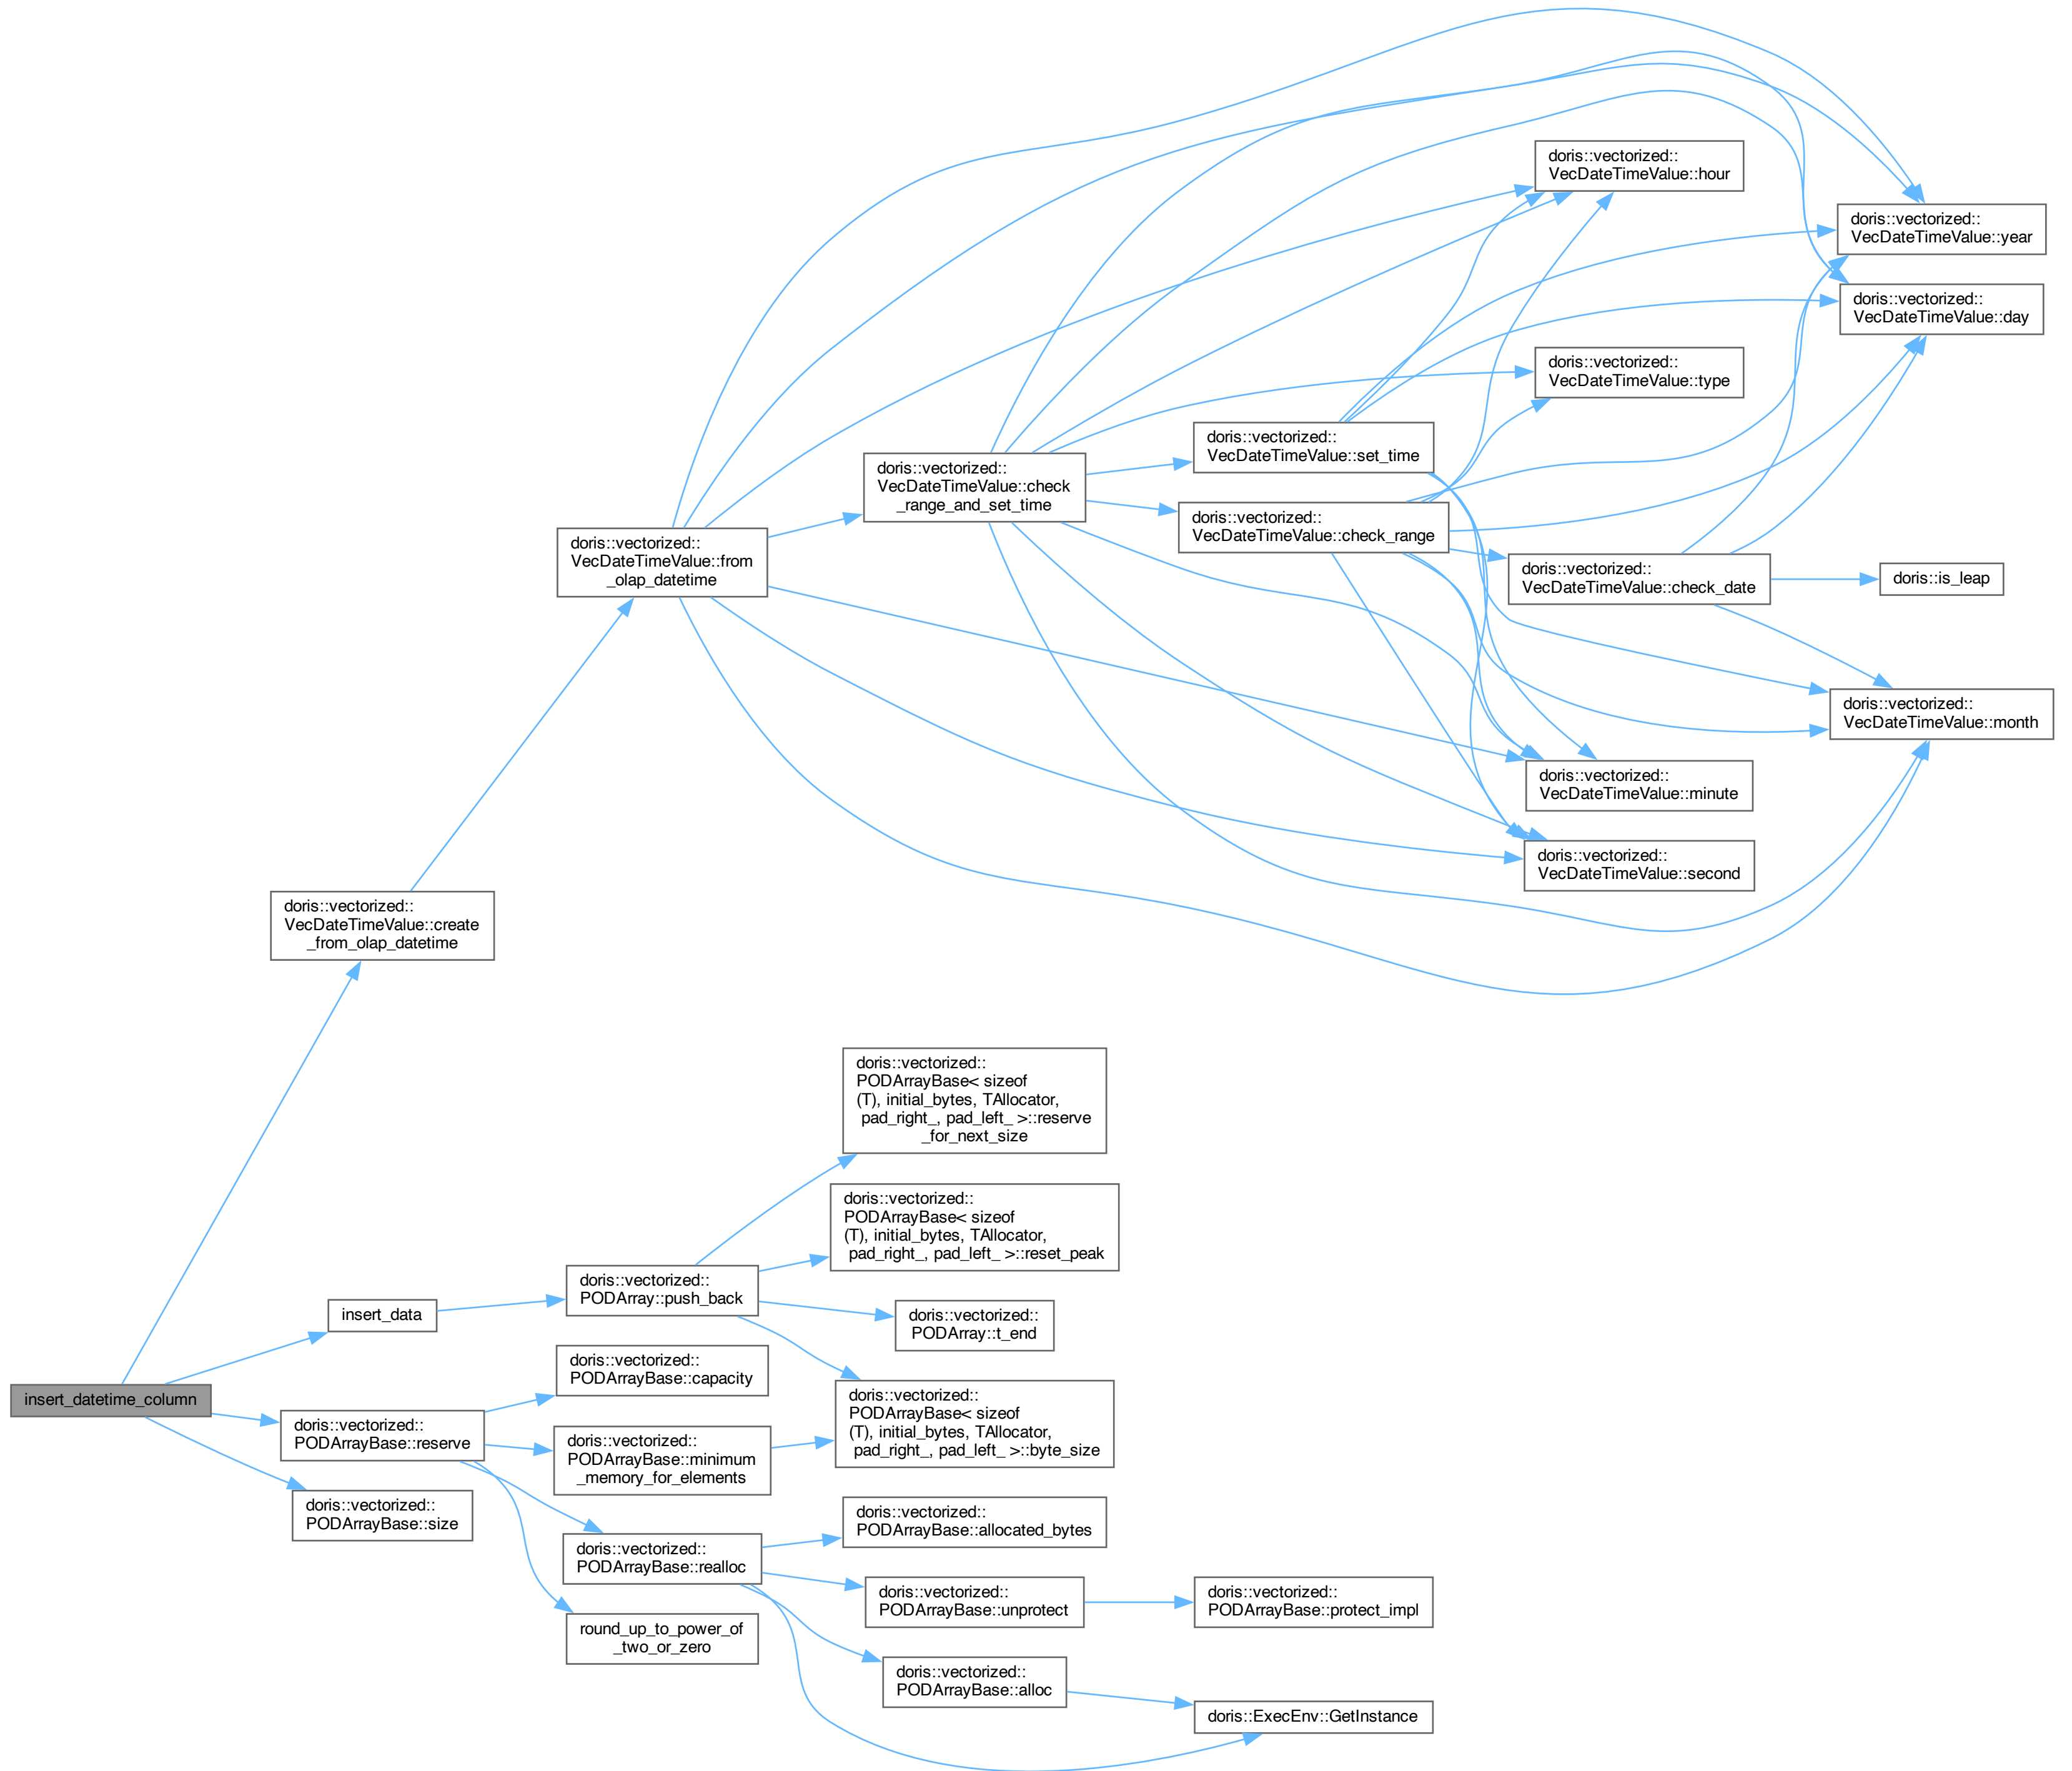 doris::vectorized::
VecDateTimeValue::hour
doris::vectorized::
VecDateTimeValue::year
doris::vectorized::
VecDateTimeValue::day
doris::vectorized::
VecDateTimeValue::type
doris::vectorized::
VecDateTimeValue::set_time
doris::vectorized::
VecDateTimeValue::check
_range_and_set_time
doris::vectorized::
VecDateTimeValue::check_range
doris::vectorized::
VecDateTimeValue::from
_olap_datetime
doris::vectorized::
VecDateTimeValue::check_date
doris::is_leap
doris::vectorized::
VecDateTimeValue::month
doris::vectorized::
VecDateTimeValue::minute
doris::vectorized::
VecDateTimeValue::second
doris::vectorized::
VecDateTimeValue::create
_from_olap_datetime
doris::vectorized::
PODArrayBase< sizeof
(T), initial_bytes, TAllocator,
pad_right_, pad_left_ >::reserve
_for_next_size
doris::vectorized::
PODArrayBase< sizeof
(T), initial_bytes, TAllocator,
pad_right_, pad_left_ >::reset_peak
doris::vectorized::
PODArray::push_back
insert_data
doris::vectorized::
PODArray::t_end
doris::vectorized::
PODArrayBase::capacity
insert_datetime_column
doris::vectorized::
PODArrayBase< sizeof
(T), initial_bytes, TAllocator,
pad_right_, pad_left_ >::byte_size
doris::vectorized::
PODArrayBase::reserve
doris::vectorized::
PODArrayBase::minimum
_memory_for_elements
doris::vectorized::
PODArrayBase::size
doris::vectorized::
PODArrayBase::allocated_bytes
doris::vectorized::
PODArrayBase::realloc
doris::vectorized::
PODArrayBase::unprotect
doris::vectorized::
PODArrayBase::protect_impl
round_up_to_power_of
_two_or_zero
doris::vectorized::
PODArrayBase::alloc
doris::ExecEnv::GetInstance